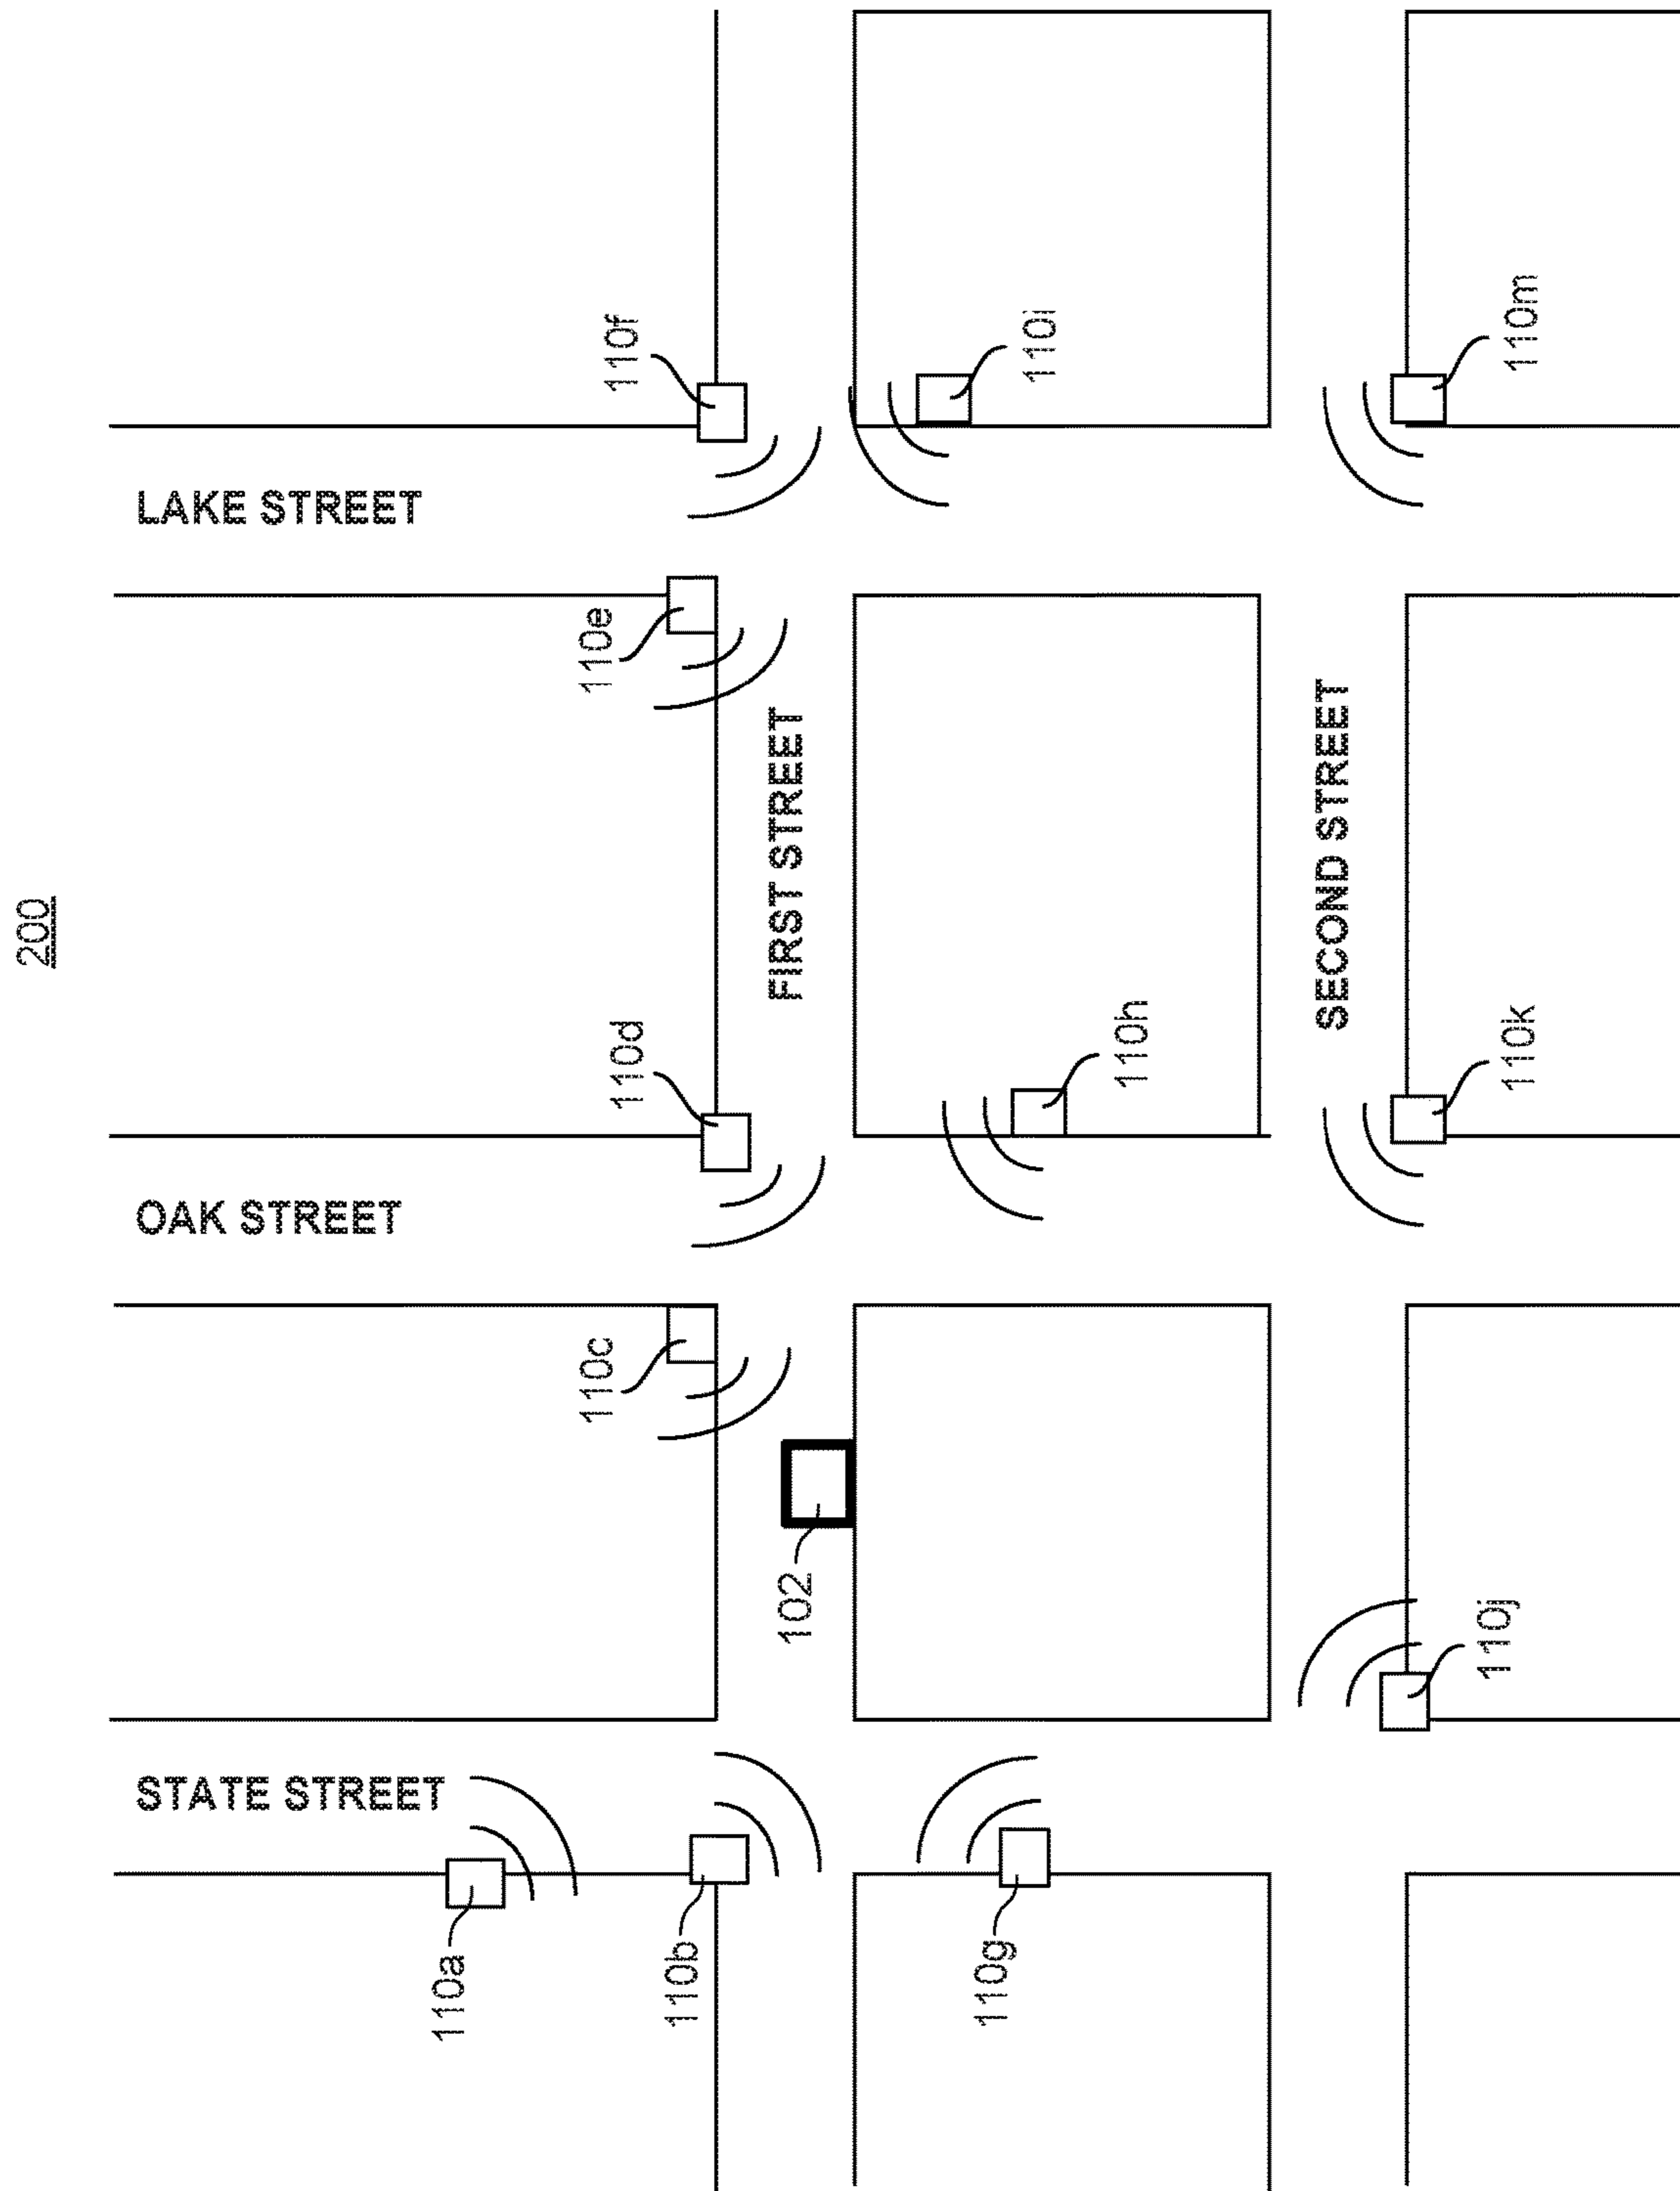 200
LAKE STREET
OAK STREET
STATE STREET
FIRST STREET
SECOND STREET
110a
110b
110c
110d
110e
110f
102
110g
110h
110i
110j
110k
110m